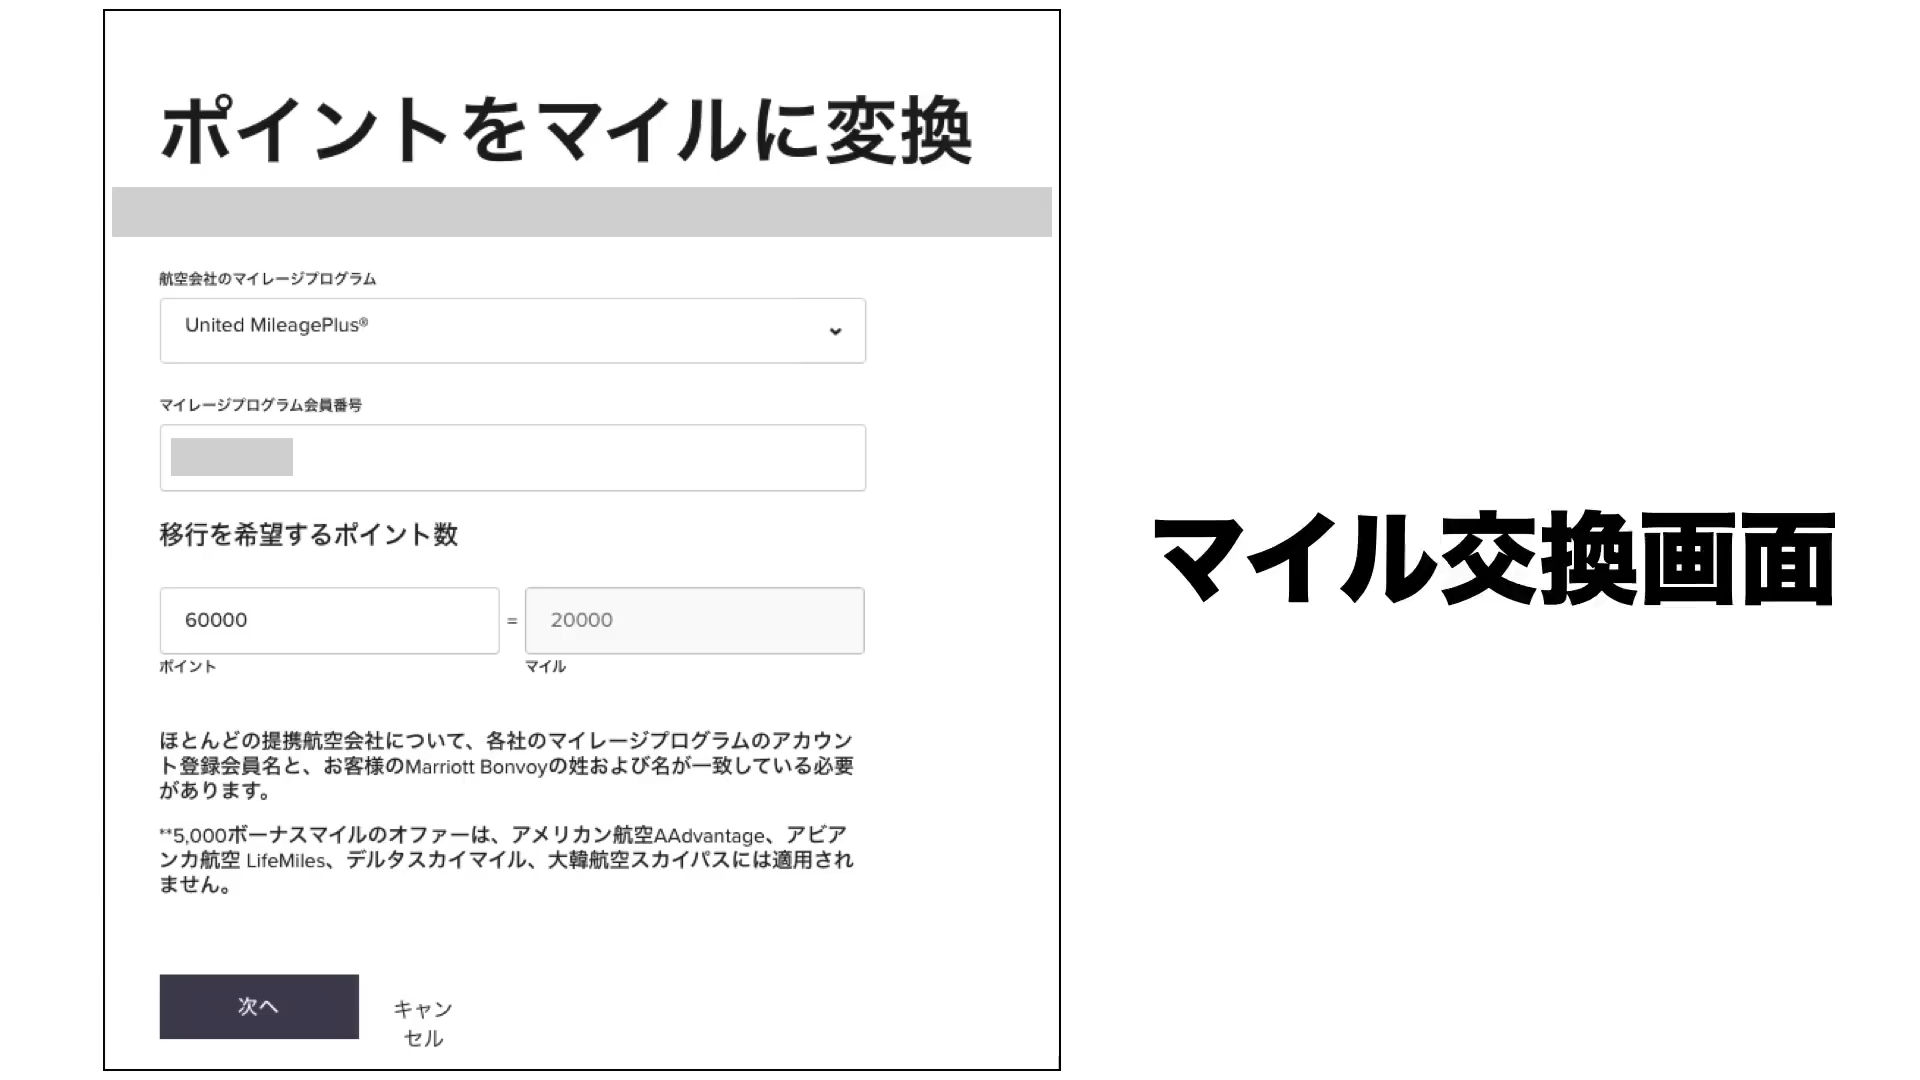 ポイントをマイルに変換
航空会社のマイレージプログラム
United MileagePlus®
マイレージプログラム会員番号
移行を希望するポイント数
60000 = 20000
ポイント マイル
ほとんどの提携航空会社について、各社のマイレージプログラムのアカウン
ト登録会員名と、お客様のMarriott Bonvoyの姓および名が一致している必要
があります。
**5,000ボーナスマイルのオファーは、アメリカン航空AAdvantage、アビア
ンカ航空 LifeMiles、デルタスカイマイル、大韓航空スカイパスには適用され
ません。
次へ
キャン
セル
マイル交換画面